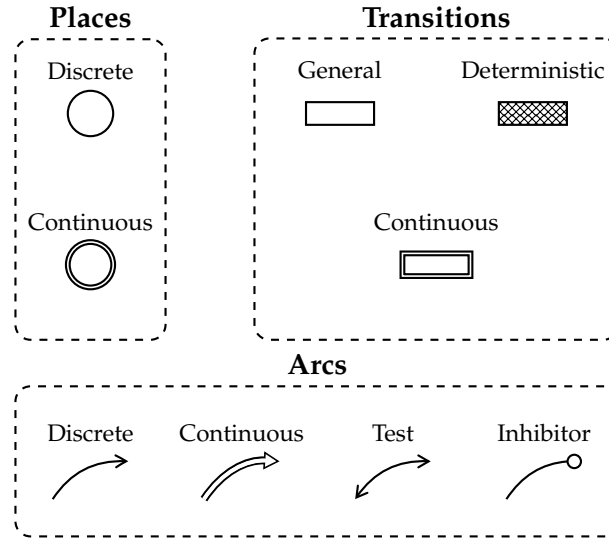 Places
Transitions
Discrete
General
Deterministic
Continuous
Continuous
Arcs
Discrete
Continuous
Test
Inhibitor